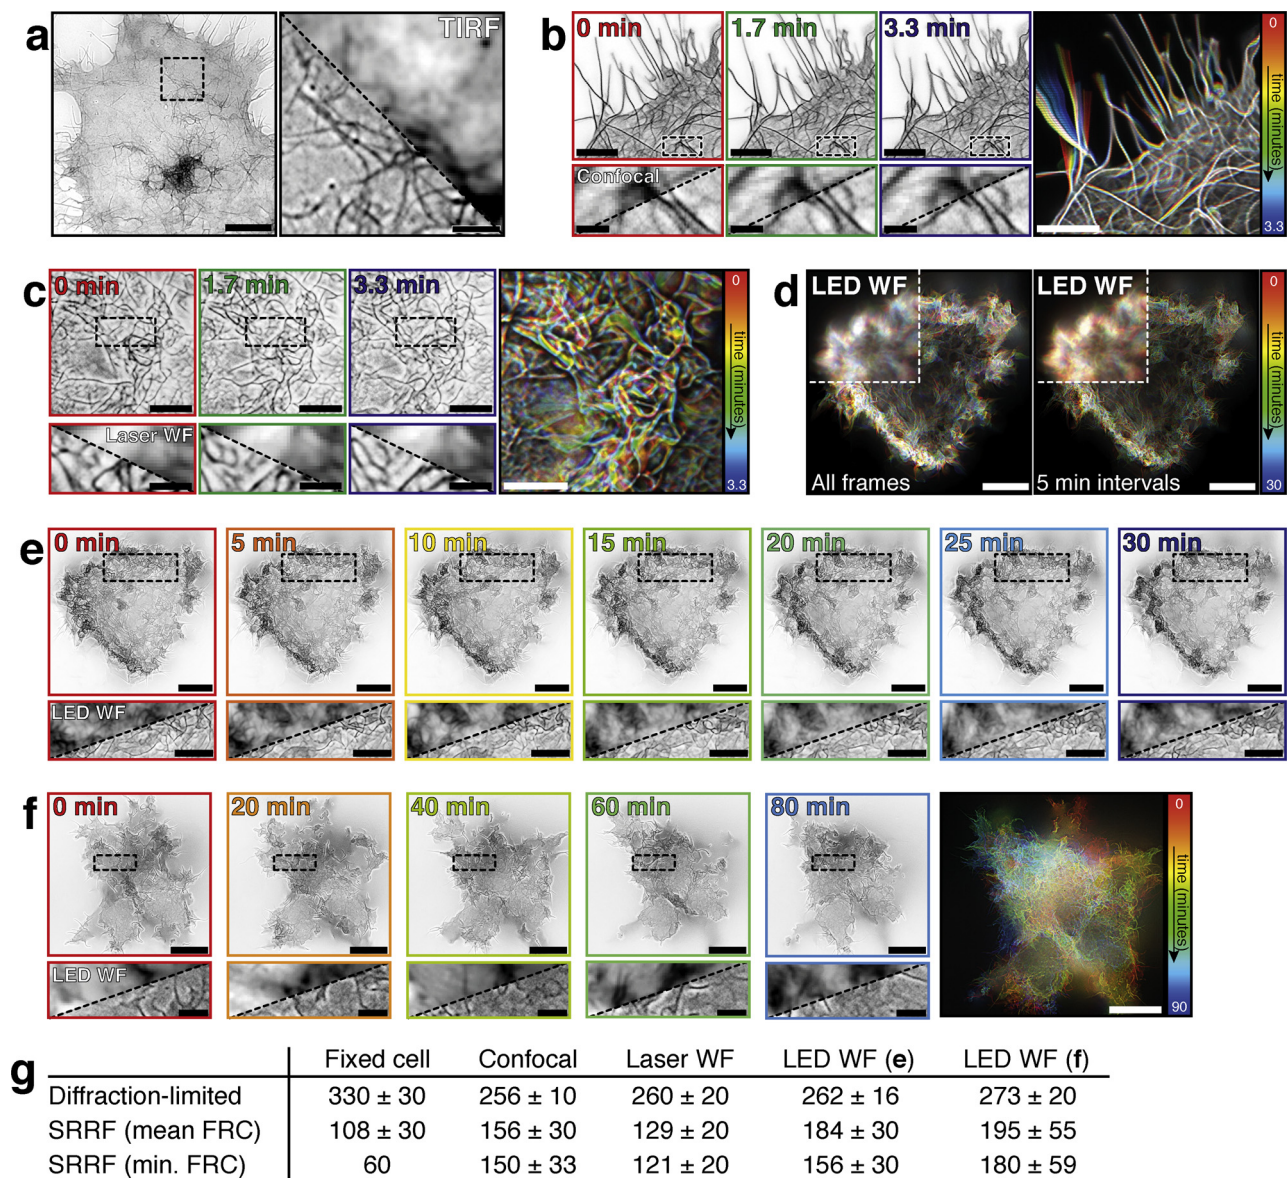 a
TIRF
b
0 min
1.7 min
3.3 min
Confocal
0
time (minutes)
3.3
c
0 min
1.7 min
3.3 min
Laser WF
0
time (minutes)
3.3
d
LED WF
LED WF
All frames
5 min intervals
0
time (minutes)
30
e
0 min
5 min
10 min
15 min
20 min
25 min
30 min
LED WF
f
0 min
20 min
40 min
60 min
80 min
LED WF
0
time (minutes)
90
g
Fixed cell Confocal Laser WF LED WF (e) LED WF (f)
Diffraction-limited 330 ± 30 256 ± 10 260 ± 20 262 ± 16 273 ± 20
SRRF (mean FRC) 108 ± 30 156 ± 30 129 ± 20 184 ± 30 195 ± 55
SRRF (min. FRC) 60 150 ± 33 121 ± 20 156 ± 30 180 ± 59